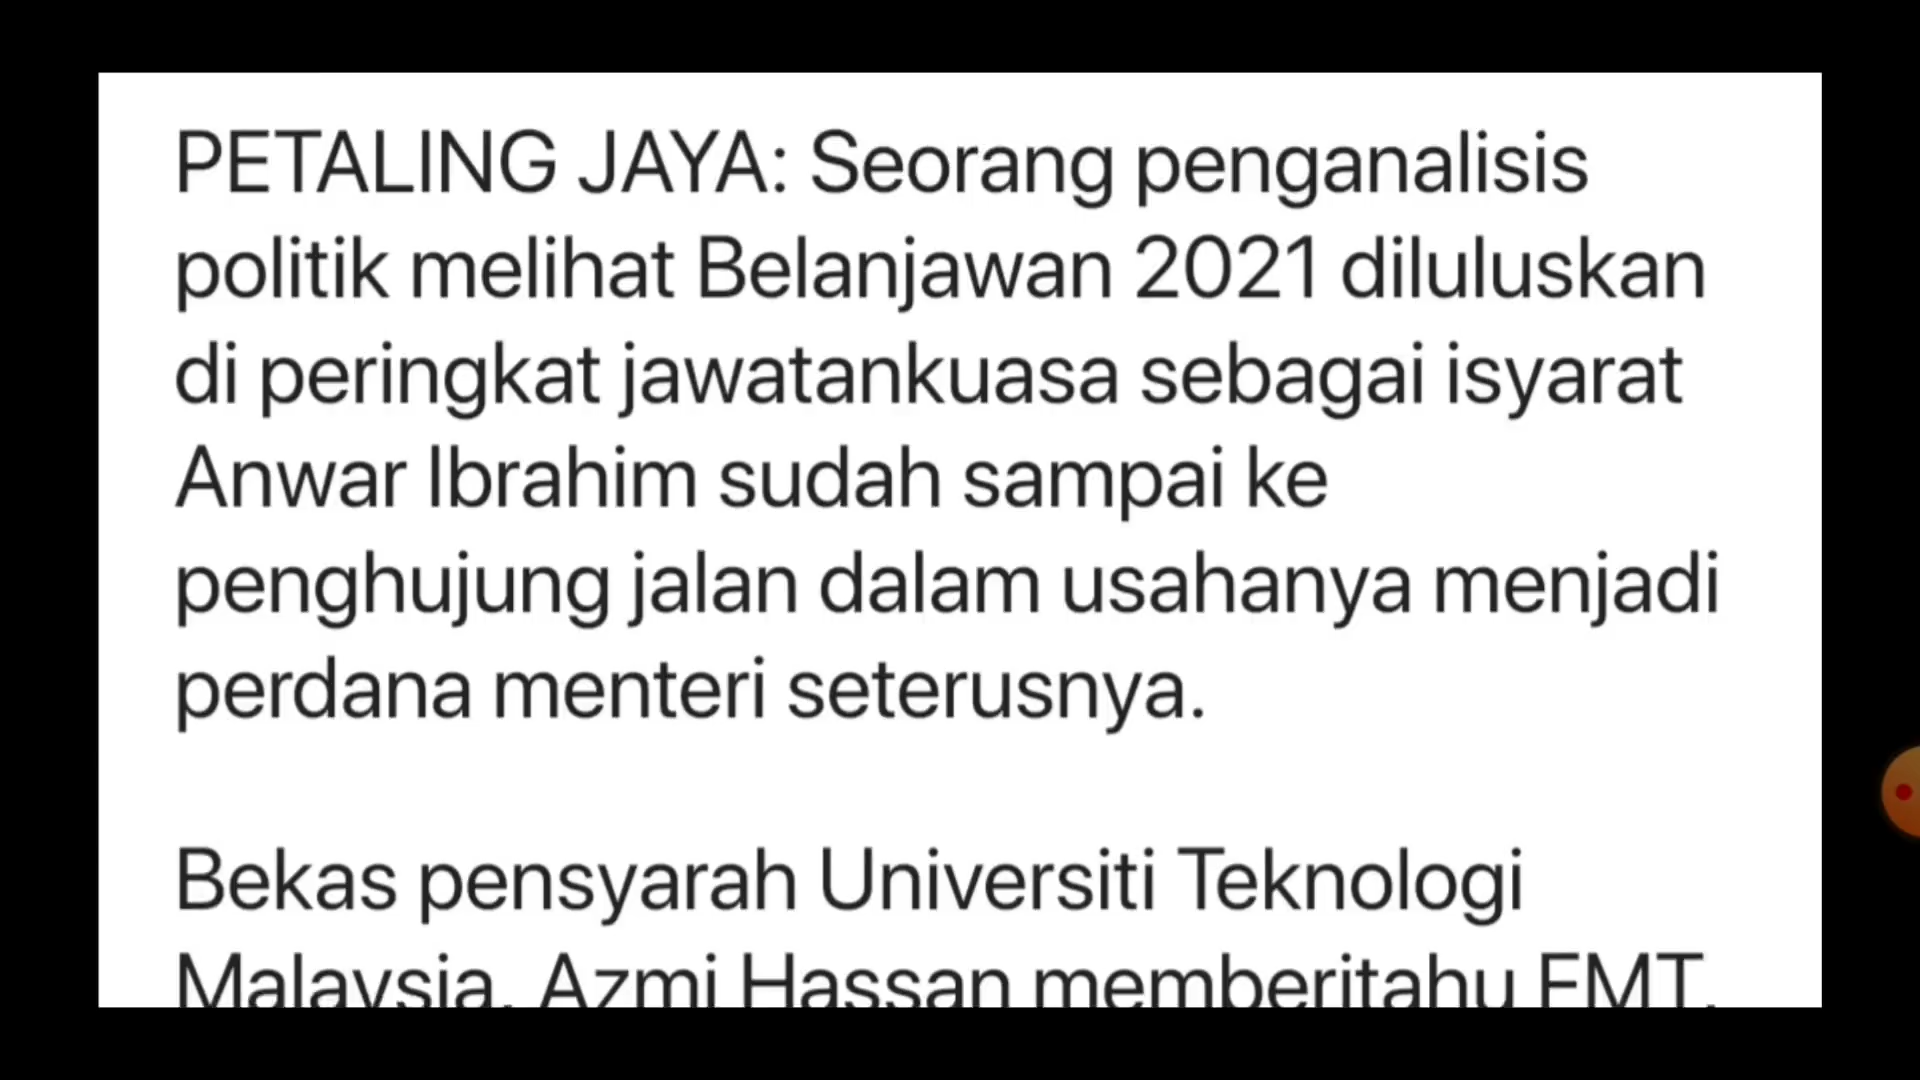 PETALING JAYA: Seorang penganalisis
politik melihat Belanjawan 2021 diluluskan
di peringkat jawatankuasa sebagai isyarat
Anwar Ibrahim sudah sampai ke
penghujung jalan dalam usahanya menjadi
perdana menteri seterusnya.
Bekas pensyarah Universiti Teknologi
Malaysia, Azmi Hassan memberitahu FMT,